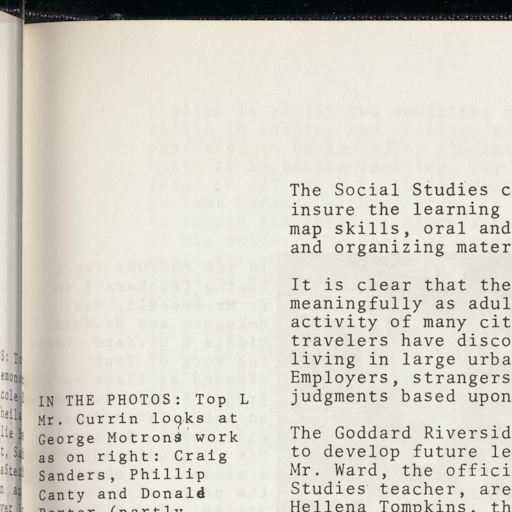 The Social Studies c
insure the learning
map skills, oral and
and organizing mater
It is clear that the
meaningfully as adul
activity of many cit
travelers have disco
living in large urba
Employers, strangers
judgments based upon
The Goddard Riversid
to develop future le
Mr. Ward, the offici
Studies teacher, are
Hellena Tompkins, th
IN THE PHOTOS: Top L
Mr. Currin looks at
George Motrons work
as on right: Craig
Sanders, Phillip
Canty and Donald
(partly